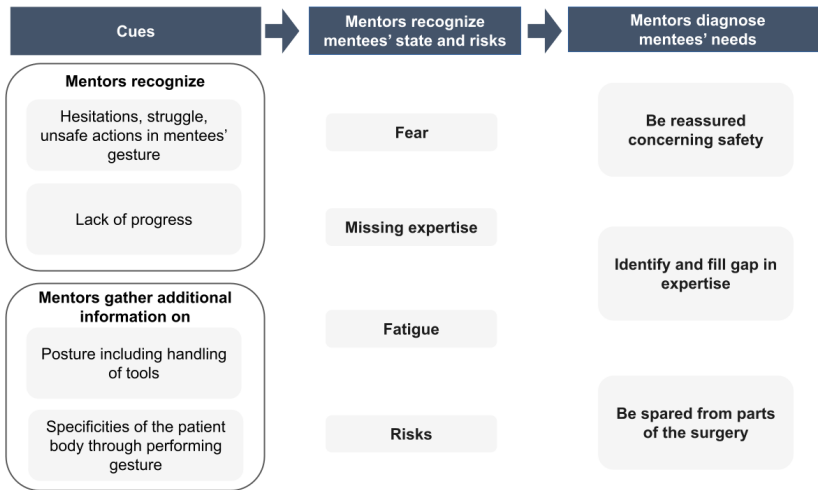 Cues
Mentors recognize
mentees' state and risks
Mentors diagnose
mentees' needs
Mentors recognize
Hesitations, struggle,
unsafe actions in mentees'
gesture
Lack of progress
Mentors gather additional
information on
Posture including handling
of tools
Specificities of the patient
body through performing
gesture
Fear
Missing expertise
Fatigue
Risks
Be reassured
concerning safety
Identify and fill gap in
expertise
Be spared from parts
of the surgery